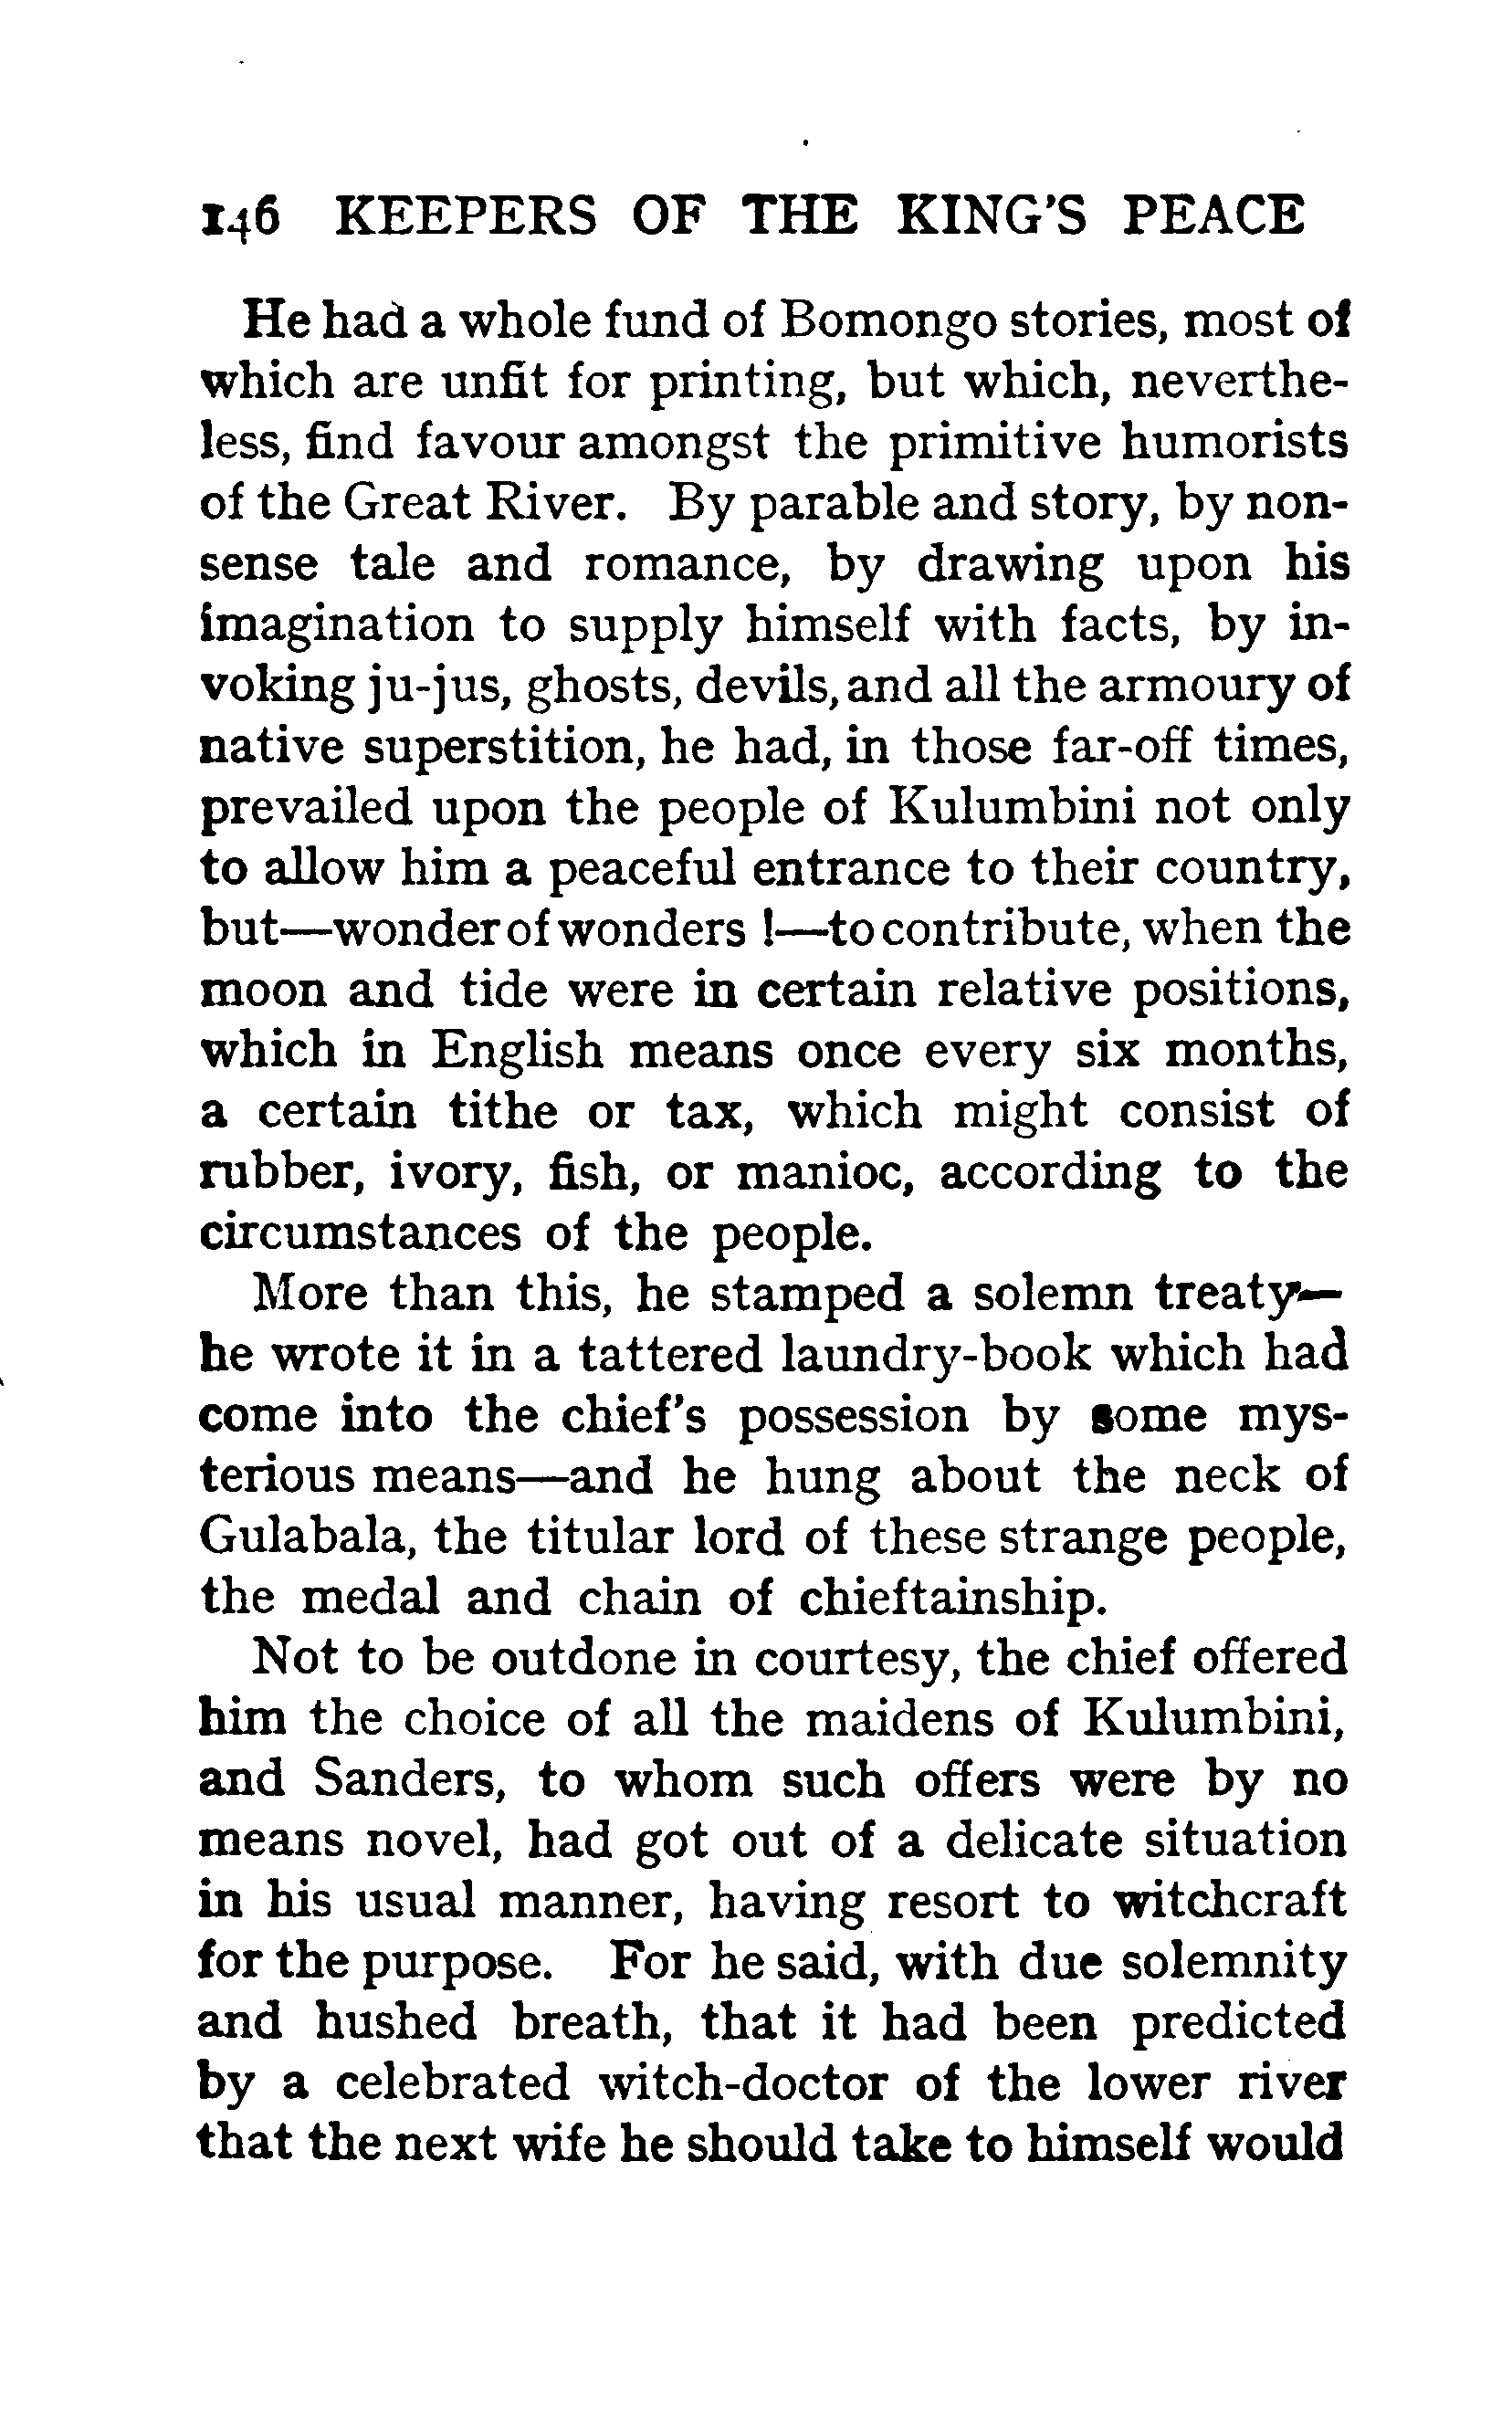 146 KEEPERS OF THE KING'S PEACE
He had a whole fund of Bomongo stories, most of
which are unfit for printing, but which, neverthe-
less, find favour amongst the primitive humorists
of the Great River. By parable and story, by non-
sense tale and romance, by drawing upon his
imagination to supply himself with facts, by in-
voking ju-jus, ghosts, devils, and all the armoury of
native superstition, he had, in those far-off times,
prevailed upon the people of Kulumbini not only
to allow him a peaceful entrance to their country,
but—wonder of wonders !—to contribute, when the
moon and tide were in certain relative positions,
which in English means once every six months,
a certain tithe or tax, which might consist of
rubber, ivory, fish, or manioc, according to the
circumstances of the people.
More than this, he stamped a solemn treaty—
he wrote it in a tattered laundry-book which had
come into the chief's possession by some mys-
terious means—and he hung about the neck of
Gulabala, the titular lord of these strange people,
the medal and chain of chieftainship.
Not to be outdone in courtesy, the chief offered
him the choice of all the maidens of Kulumbini,
and Sanders, to whom such offers were by no
means novel, had got out of a delicate situation
in his usual manner, having resort to witchcraft
for the purpose. For he said, with due solemnity
and hushed breath, that it had been predicted
by a celebrated witch-doctor of the lower river
that the next wife he should take to himself would